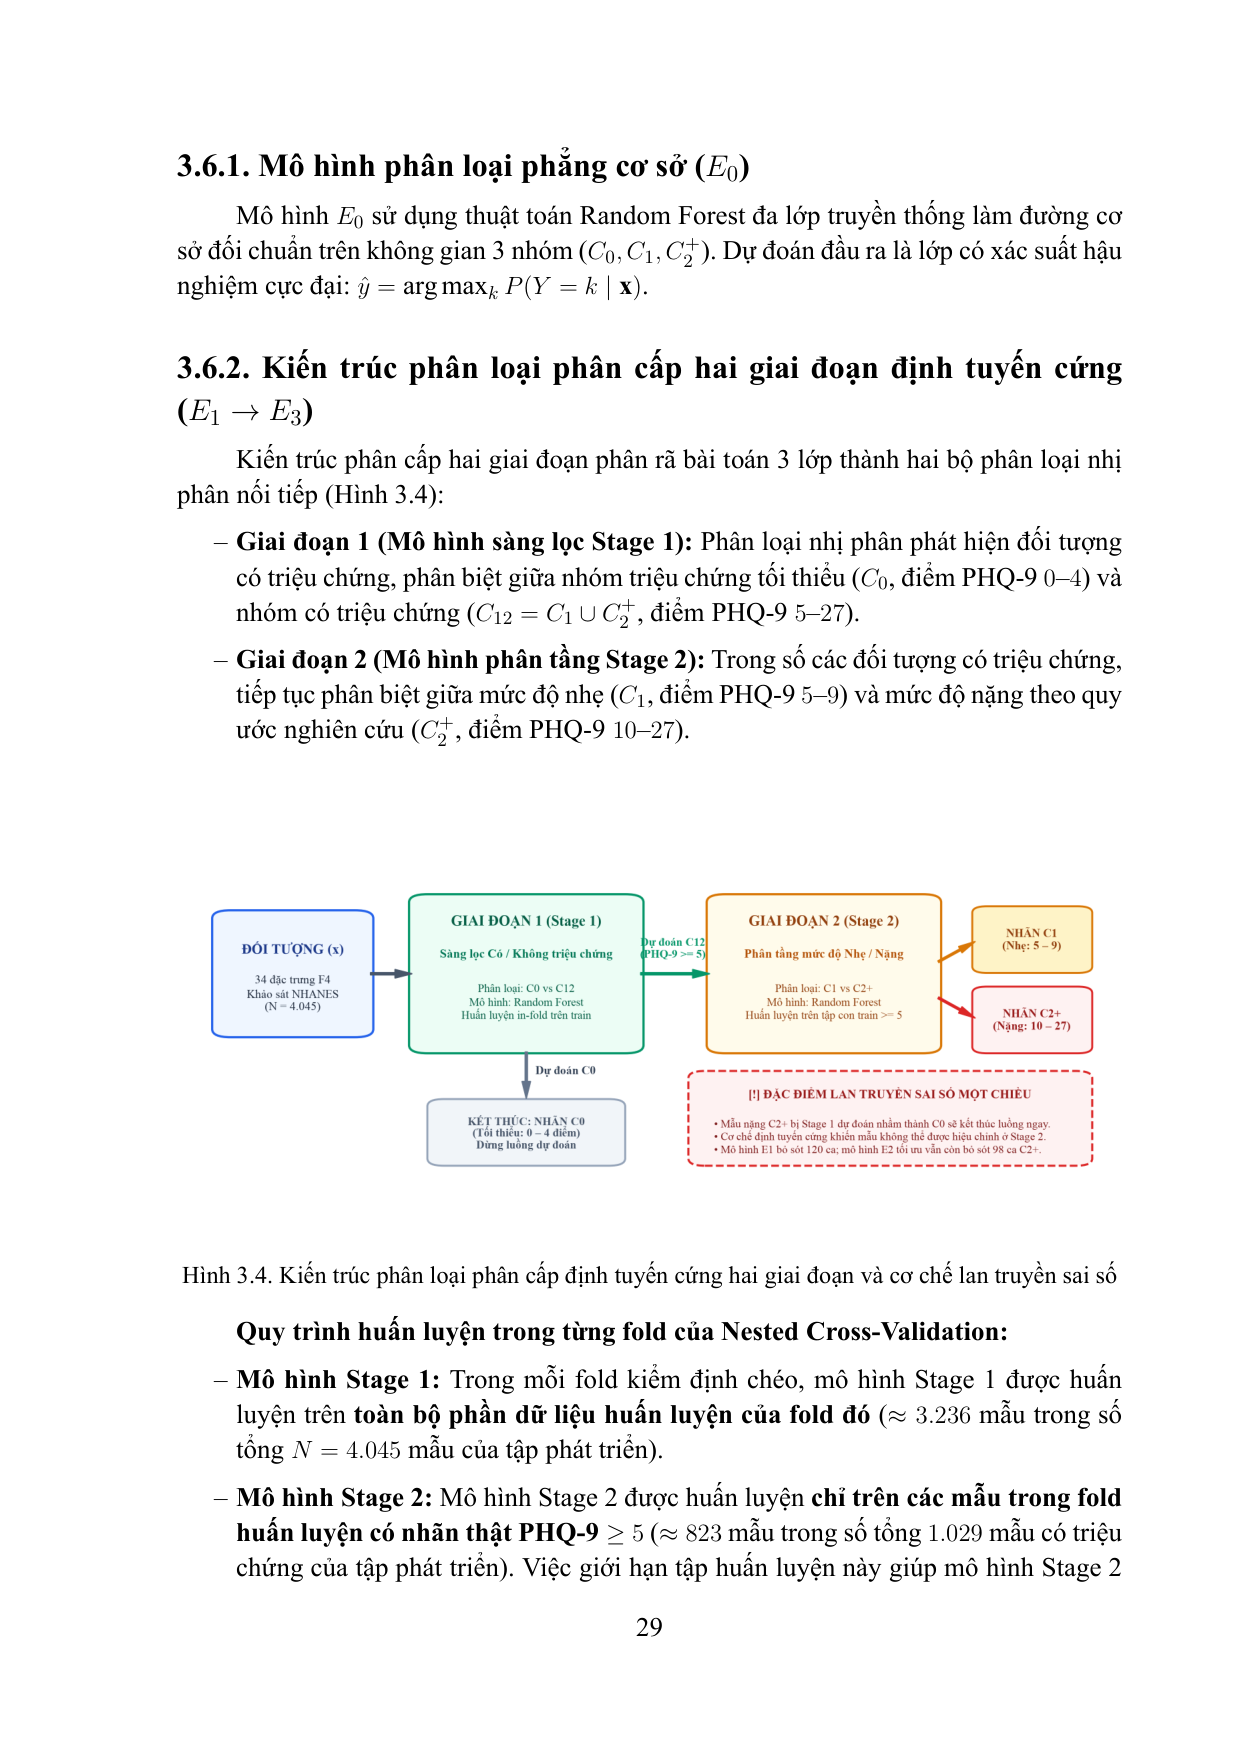 3.6.1. Mô hình phân loại phẳng cơ sở (E₀)
Mô hình E₀ sử dụng thuật toán Random Forest đa lớp truyền thống làm đường cơ
sở đối chuẩn trên không gian 3 nhóm (C₀, C₁, C₂⁺). Dự đoán đầu ra là lớp có xác suất hậu
nghiệm cực đại: ŷ = arg maxₖ P(Y = k | x).
3.6.2. Kiến trúc phân loại phân cấp hai giai đoạn định tuyến cứng
(E₁ → E₃)
Kiến trúc phân cấp hai giai đoạn phân rã bài toán 3 lớp thành hai bộ phân loại nhị
phân nối tiếp (Hình 3.4):
– Giai đoạn 1 (Mô hình sàng lọc Stage 1): Phân loại nhị phân phát hiện đối tượng
có triệu chứng, phân biệt giữa nhóm triệu chứng tối thiểu (C₀, điểm PHQ-9 0–4) và
nhóm có triệu chứng (C₁₂ = C₁ ∪ C₂⁺, điểm PHQ-9 5–27).
– Giai đoạn 2 (Mô hình phân tầng Stage 2): Trong số các đối tượng có triệu chứng,
tiếp tục phân biệt giữa mức độ nhẹ (C₁, điểm PHQ-9 5–9) và mức độ nặng theo quy
ước nghiên cứu (C₂⁺, điểm PHQ-9 10–27).
ĐỐI TƯỢNG (x)
34 đặc trưng F4
Khảo sát NHANES
(N = 4.045)
GIAI ĐOẠN 1 (Stage 1)
Sàng lọc Có / Không triệu chứng
Phân loại: C0 vs C12
Mô hình: Random Forest
Huấn luyện in-fold trên train
Dự đoán C12
(PHQ-9 >= 5)
GIAI ĐOẠN 2 (Stage 2)
Phân tầng mức độ Nhẹ / Nặng
Phân loại: C1 vs C2+
Mô hình: Random Forest
Huấn luyện trên tập con train >= 5
NHÃN C1
(Nhẹ: 5 – 9)
NHÃN C2+
(Nặng: 10 – 27)
Dự đoán C0
KẾT THÚC: NHÃN C0
(Tối thiểu: 0 – 4 điểm)
Dừng luồng dự đoán
[!] ĐẶC ĐIỂM LAN TRUYỀN SAI SỐ MỘT CHIỀU
• Mẫu nặng C2+ bị Stage 1 dự đoán nhầm thành C0 sẽ kết thúc luồng ngay.
• Cơ chế định tuyến cứng khiến mẫu không thể được hiệu chỉnh ở Stage 2.
• Mô hình E1 bỏ sót 120 ca; mô hình E2 tối ưu vẫn còn bỏ sót 98 ca C2+.
Hình 3.4. Kiến trúc phân loại phân cấp định tuyến cứng hai giai đoạn và cơ chế lan truyền sai số
Quy trình huấn luyện trong từng fold của Nested Cross-Validation:
– Mô hình Stage 1: Trong mỗi fold kiểm định chéo, mô hình Stage 1 được huấn
luyện trên toàn bộ phần dữ liệu huấn luyện của fold đó (≈ 3.236 mẫu trong số
tổng N = 4.045 mẫu của tập phát triển).
– Mô hình Stage 2: Mô hình Stage 2 được huấn luyện chỉ trên các mẫu trong fold
huấn luyện có nhãn thật PHQ-9 ≥ 5 (≈ 823 mẫu trong số tổng 1.029 mẫu có triệu
chứng của tập phát triển). Việc giới hạn tập huấn luyện này giúp mô hình Stage 2
29